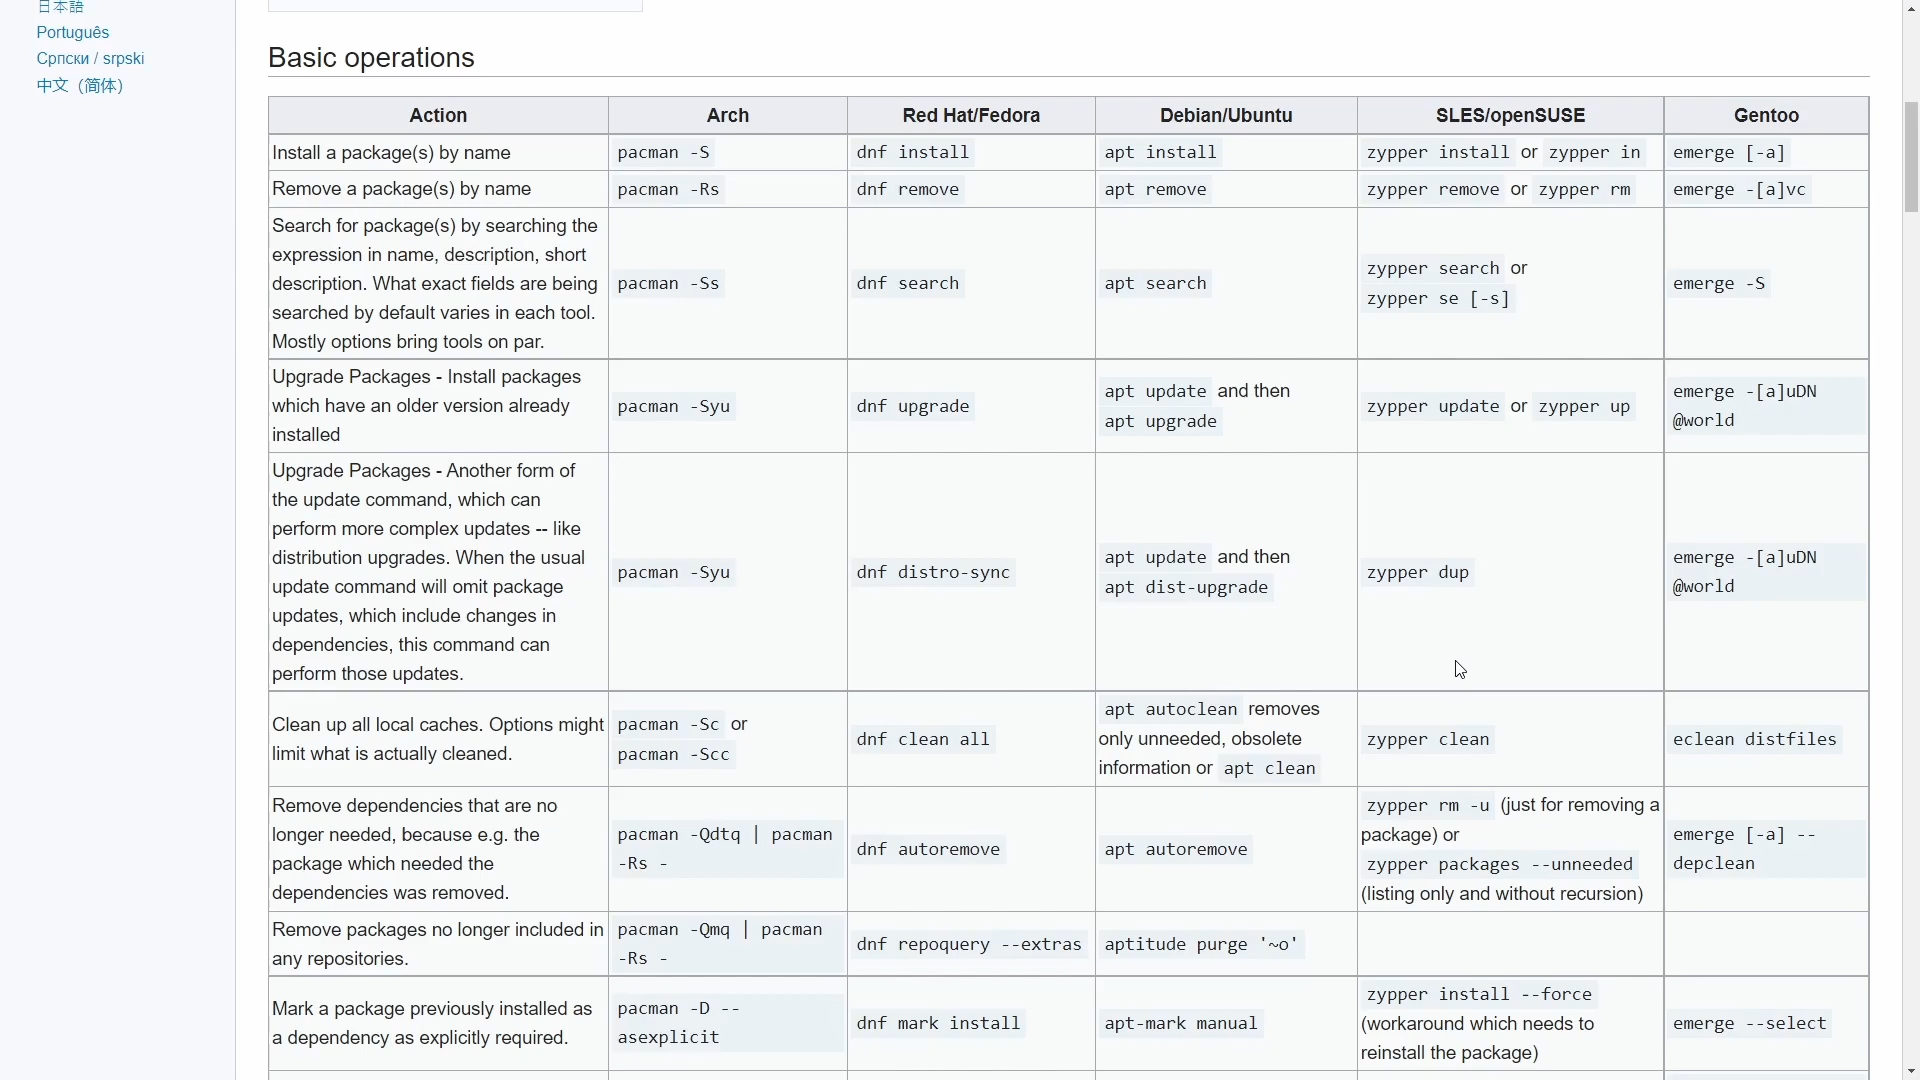 日本語
Português
Српски / srpski
中文（简体）
Basic operations
Action Arch Red Hat/Fedora Debian/Ubuntu SLES/openSUSE Gentoo
Install a package(s) by name pacman -S dnf install apt install zypper install or zypper in emerge [-a]
Remove a package(s) by name pacman -Rs dnf remove apt remove zypper remove or zypper rm emerge -[a]vc
Search for package(s) by searching the
expression in name, description, short
description. What exact fields are being
searched by default varies in each tool.
Mostly options bring tools on par.
pacman -Ss
dnf search
apt search
zypper search or
zypper se [-s]
emerge -S
Upgrade Packages - Install packages
which have an older version already
installed
pacman -Syu
dnf upgrade
apt update and then
apt upgrade
zypper update or zypper up
emerge -[a]uDN
@world
Upgrade Packages - Another form of
the update command, which can
perform more complex updates -- like
distribution upgrades. When the usual
update command will omit package
updates, which include changes in
dependencies, this command can
perform those updates.
pacman -Syu
dnf distro-sync
apt update and then
apt dist-upgrade
zypper dup
emerge -[a]uDN
@world
Clean up all local caches. Options might
limit what is actually cleaned.
pacman -Sc or
pacman -Scc
dnf clean all
apt autoclean removes
only unneeded, obsolete
information or apt clean
zypper clean
eclean distfiles
Remove dependencies that are no
longer needed, because e.g. the
package which needed the
dependencies was removed.
pacman -Qdtq | pacman
-Rs -
dnf autoremove
apt autoremove
zypper rm -u (just for removing a
package) or
zypper packages --unneeded
(listing only and without recursion)
emerge [-a] --
depclean
Remove packages no longer included in
any repositories.
pacman -Qmq | pacman
-Rs -
dnf repoquery --extras
aptitude purge '~o'
Mark a package previously installed as
a dependency as explicitly required.
pacman -D --
asexplicit
dnf mark install
apt-mark manual
zypper install --force
(workaround which needs to
reinstall the package)
emerge --select